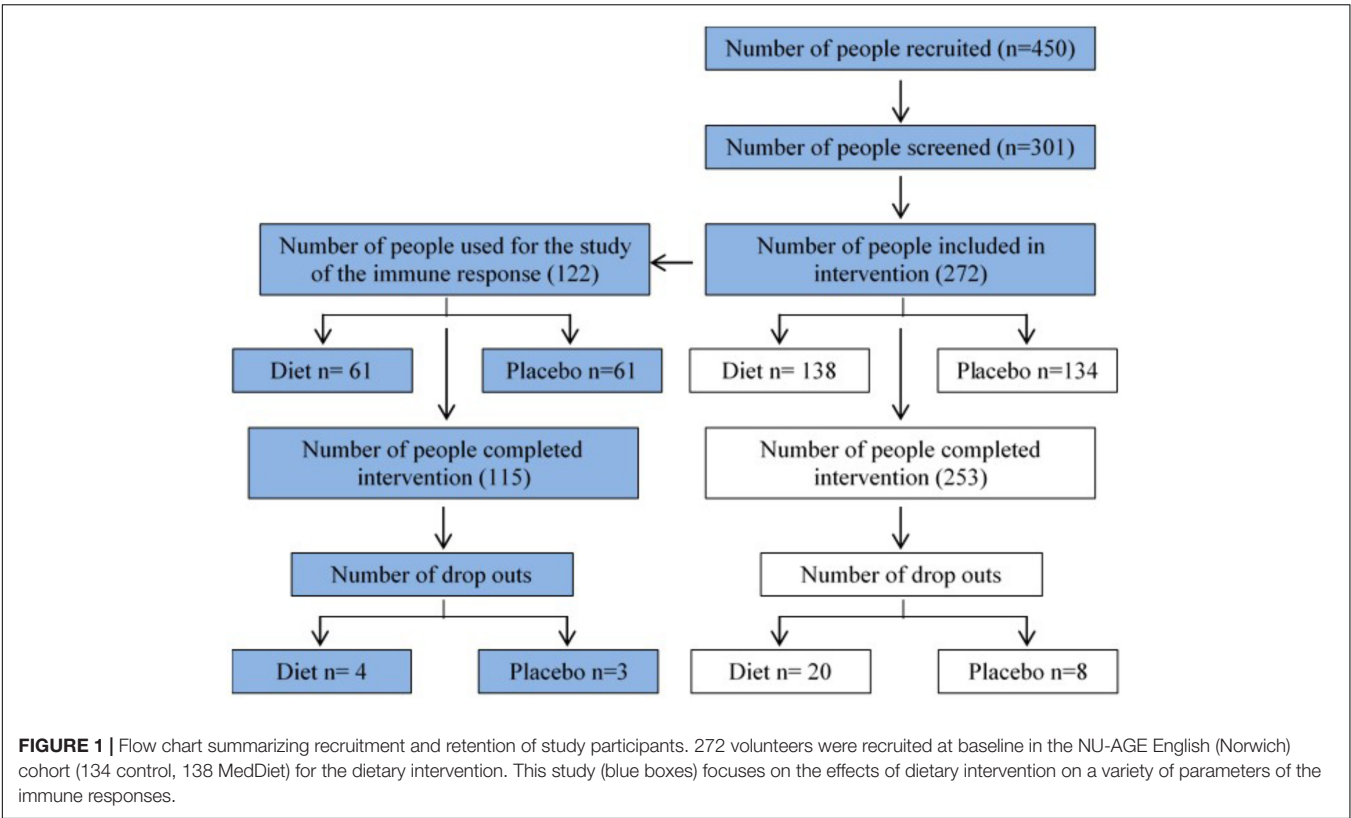 Number of people recruited (n=450)
Number of people screened (n=301)
Number of people used for the study
of the immune response (122)
Number of people included in
intervention (272)
Diet n= 61
Placebo n=61
Diet n= 138
Placebo n=134
Number of people completed
intervention (115)
Number of people completed
intervention (253)
Number of drop outs
Number of drop outs
Diet n= 4
Placebo n=3
Diet n= 20
Placebo n=8
FIGURE 1 | Flow chart summarizing recruitment and retention of study participants. 272 volunteers were recruited at baseline in the NU-AGE English (Norwich)
cohort (134 control, 138 MedDiet) for the dietary intervention. This study (blue boxes) focuses on the effects of dietary intervention on a variety of parameters of the
immune responses.